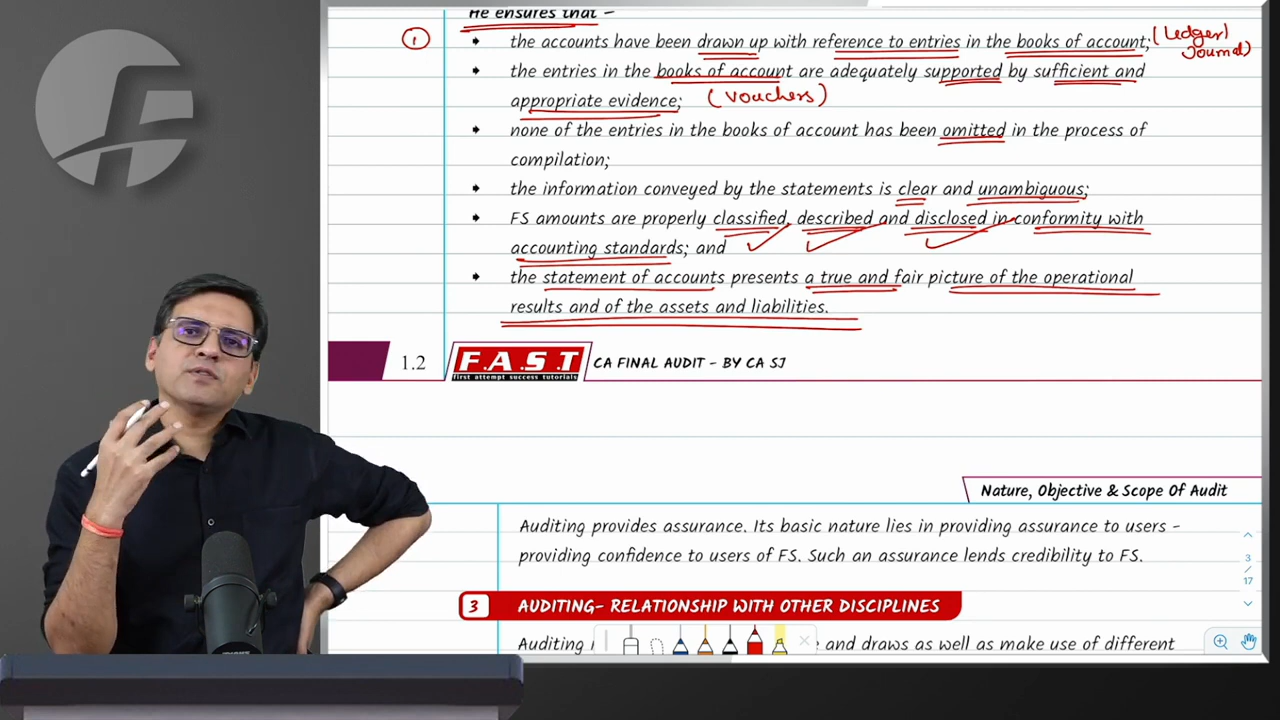 He ensures that –
① • the accounts have been drawn up with reference to entries in the books of account; (Ledger/ Journal)
• the entries in the books of account are adequately supported by sufficient and
appropriate evidence; (Vouchers)
• none of the entries in the books of account has been omitted in the process of
compilation;
• the information conveyed by the statements is clear and unambiguous;
• FS amounts are properly classified, described and disclosed in conformity with
accounting standards; and
• the statement of accounts presents a true and fair picture of the operational
results and of the assets and liabilities.
1.2 F.A.S.T CA FINAL AUDIT - BY CA SJ
first attempt success tutorials
Nature, Objective & Scope Of Audit
Auditing provides assurance. Its basic nature lies in providing assurance to users -
providing confidence to users of FS. Such an assurance lends credibility to FS.
3 AUDITING- RELATIONSHIP WITH OTHER DISCIPLINES
Auditing and draws as well as make use of different
3
/
17